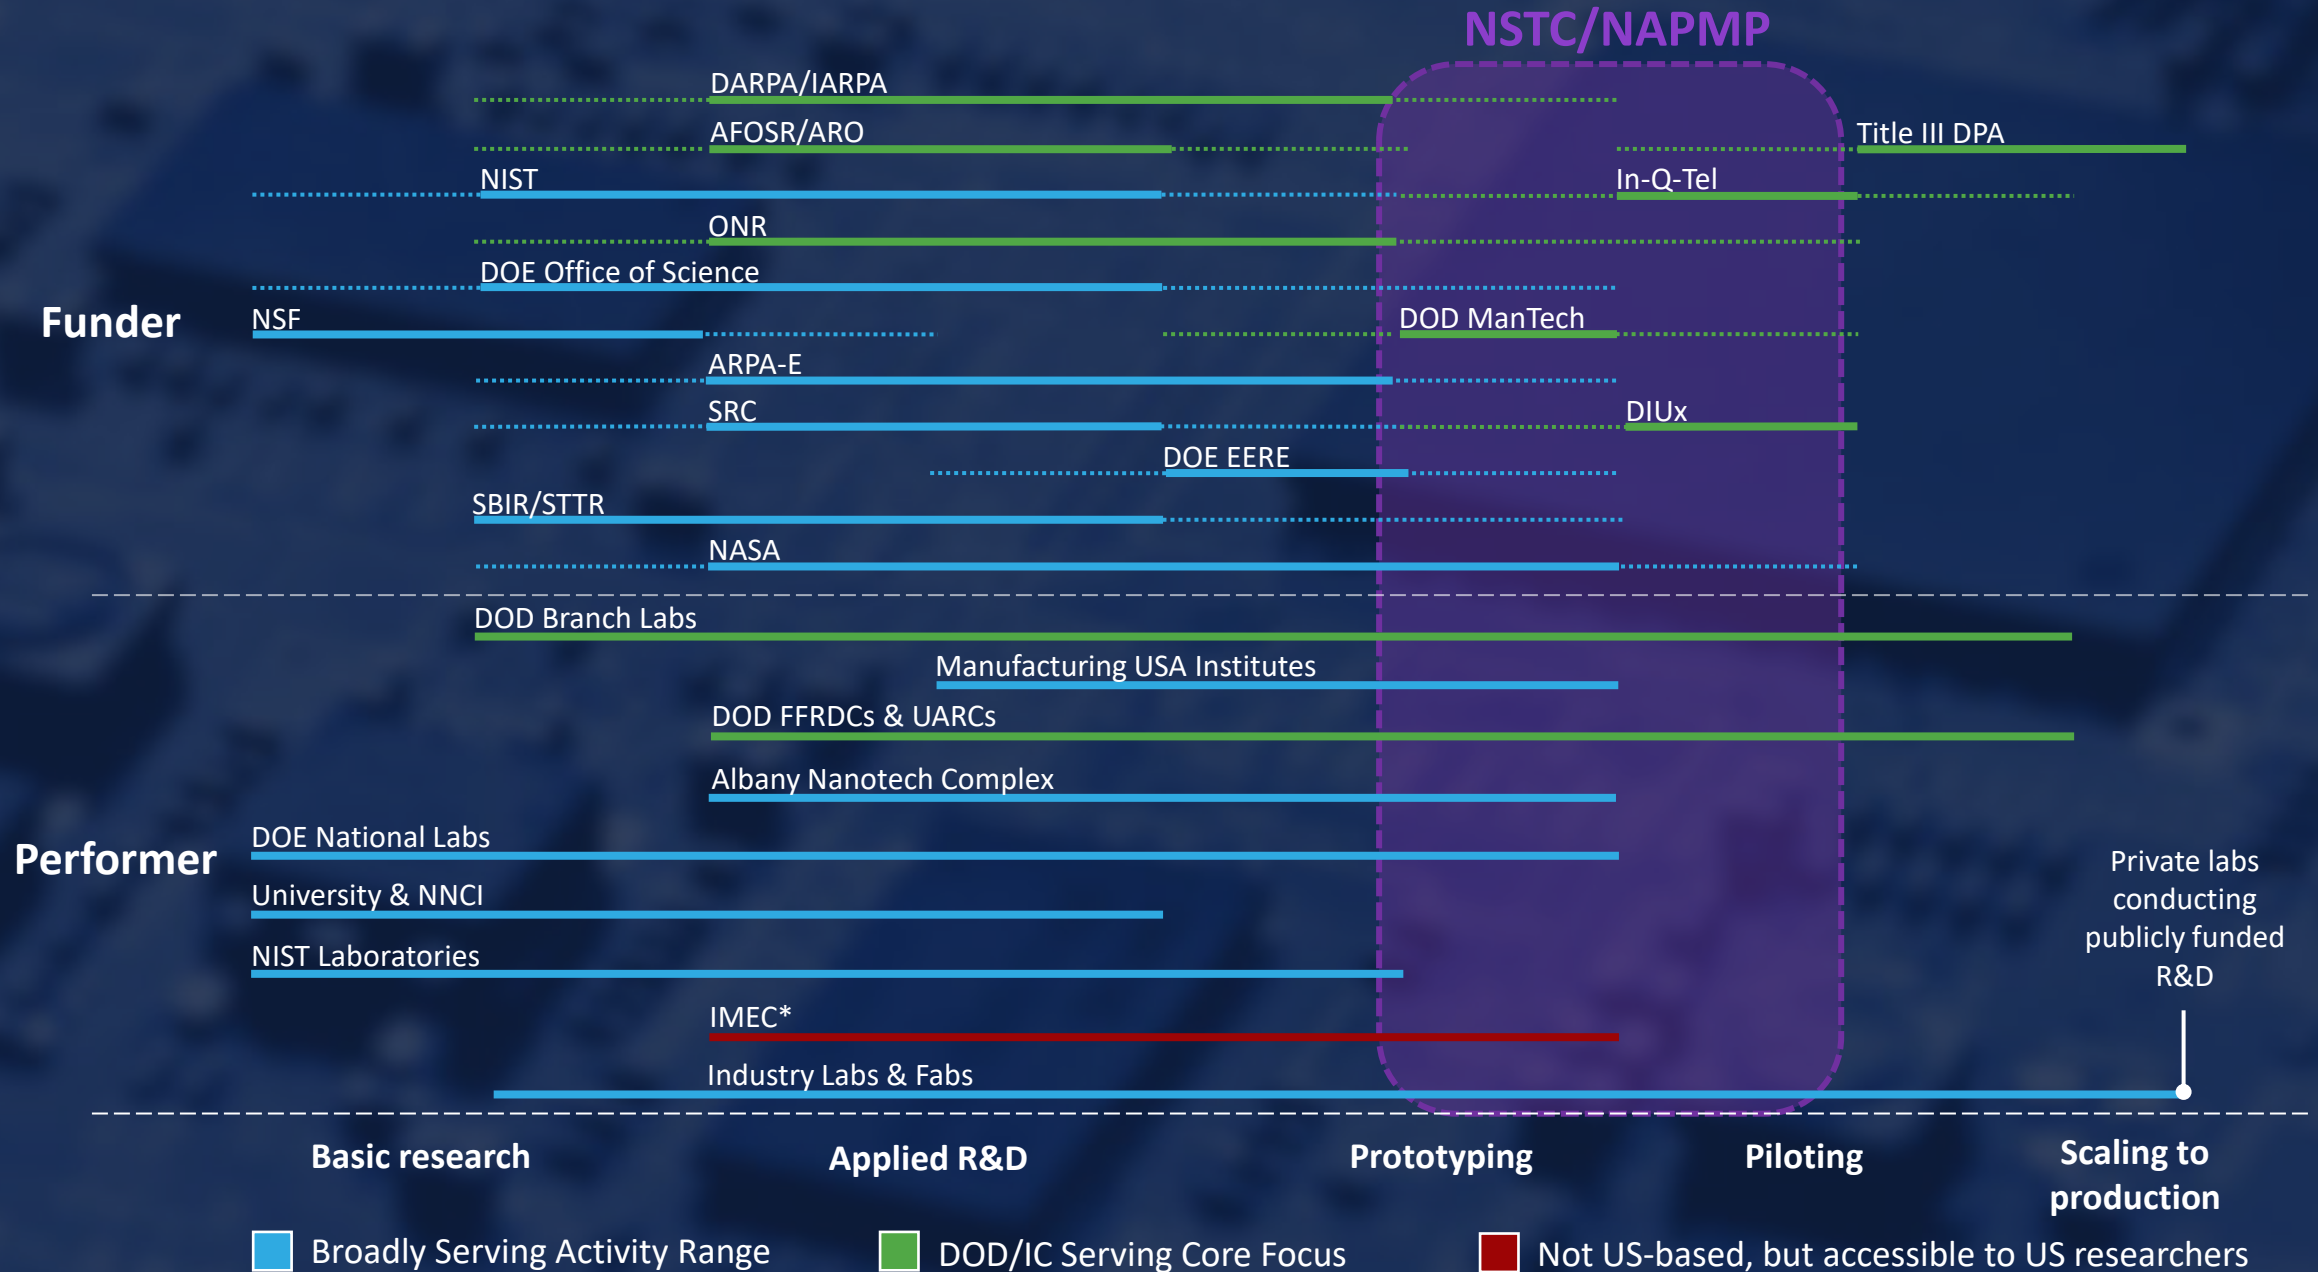 NSTC/NAPMP
DARPA/IARPA
AFOSR/ARO
Title III DPA
NIST
In-Q-Tel
ONR
DOE Office of Science
Funder
NSF
DOD ManTech
ARPA-E
SRC
DIUx
DOE EERE
SBIR/STTR
NASA
DOD Branch Labs
Manufacturing USA Institutes
DOD FFRDCs & UARCs
Albany Nanotech Complex
Performer
DOE National Labs
University & NNCI
NIST Laboratories
IMEC*
Industry Labs & Fabs
Private labs
conducting
publicly funded
R&D
Basic research
Applied R&D
Prototyping
Piloting
Scaling to
production
Broadly Serving Activity Range
DOD/IC Serving Core Focus
Not US-based, but accessible to US researchers